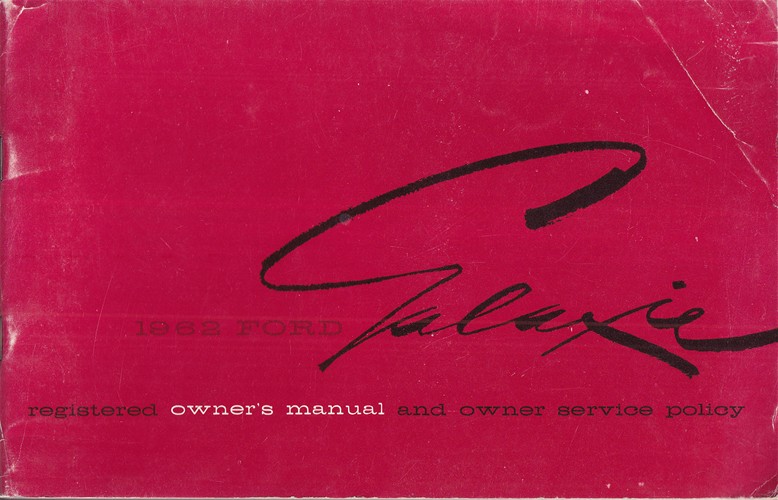 Galaxie
1962 FORD
registered owner's manual and owner service policy